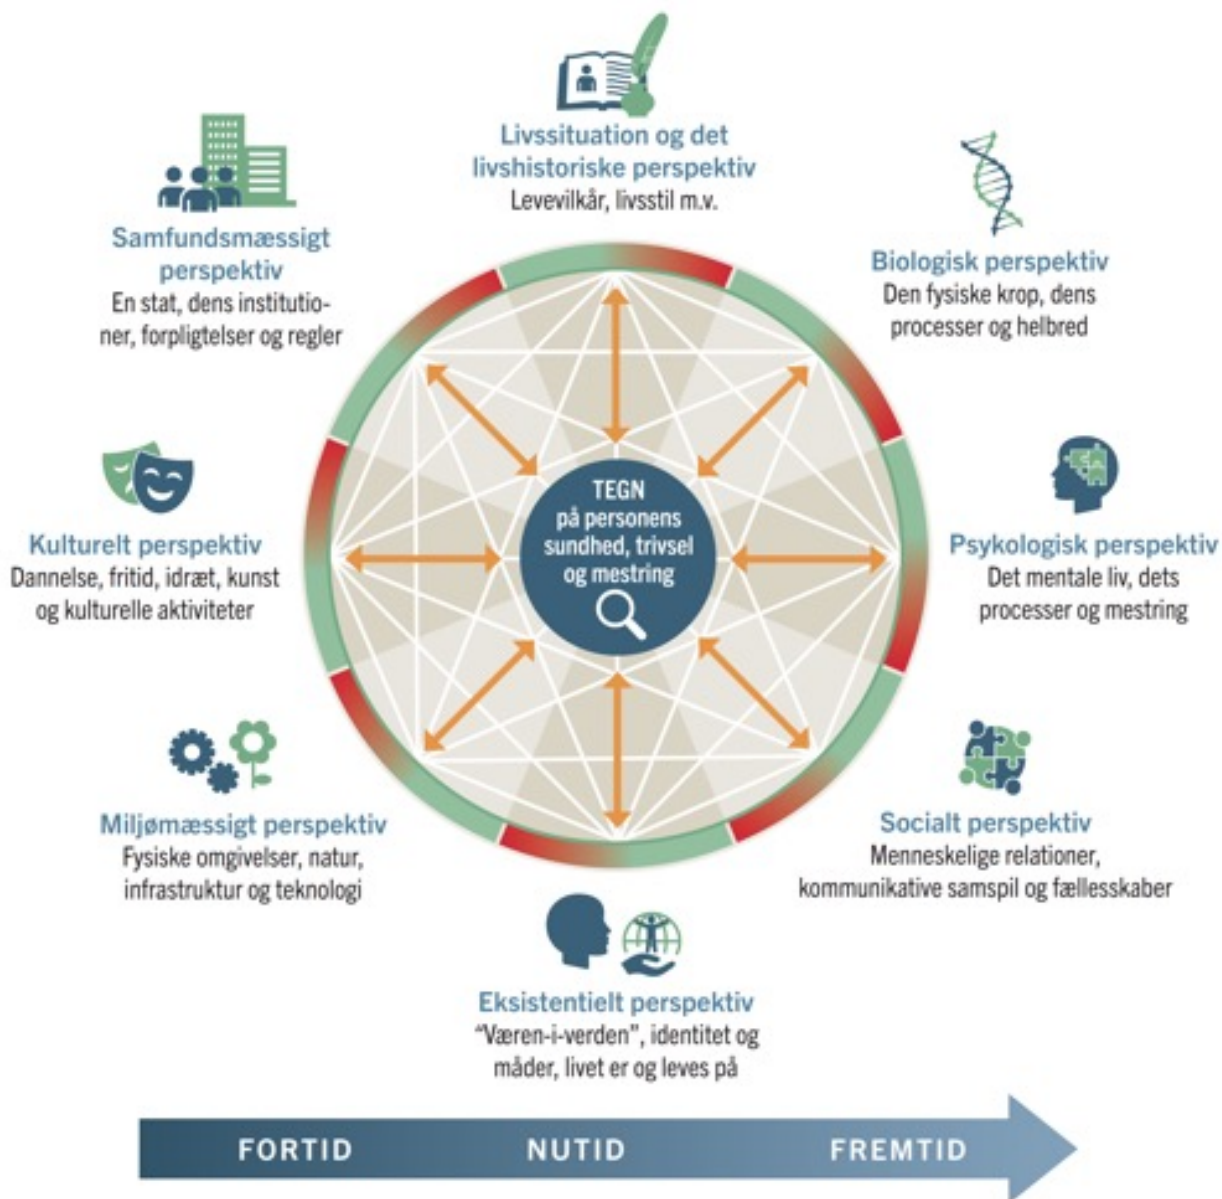 Livssituation og det
livshistoriske perspektiv
Levevilkår, livsstil m.v.
Samfundsmæssigt
perspektiv
En stat, dens institutio-
ner, forpligtelser og regler
Biologisk perspektiv
Den fysiske krop, dens
processer og helbred
Kulturelt perspektiv
Dannelse, fritid, idræt, kunst
og kulturelle aktiviteter
TEGN
på personens
sundhed, trivsel
og mestring
Psykologisk perspektiv
Det mentale liv, dets
processer og mestring
Miljømæssigt perspektiv
Fysiske omgivelser, natur,
infrastruktur og teknologi
Socialt perspektiv
Menneskelige relationer,
kommunikative samspil og fællesskaber
Eksistentielt perspektiv
“Væren-i-verden”, identitet og
måder, livet er og leves på
FORTID NUTID FREMTID